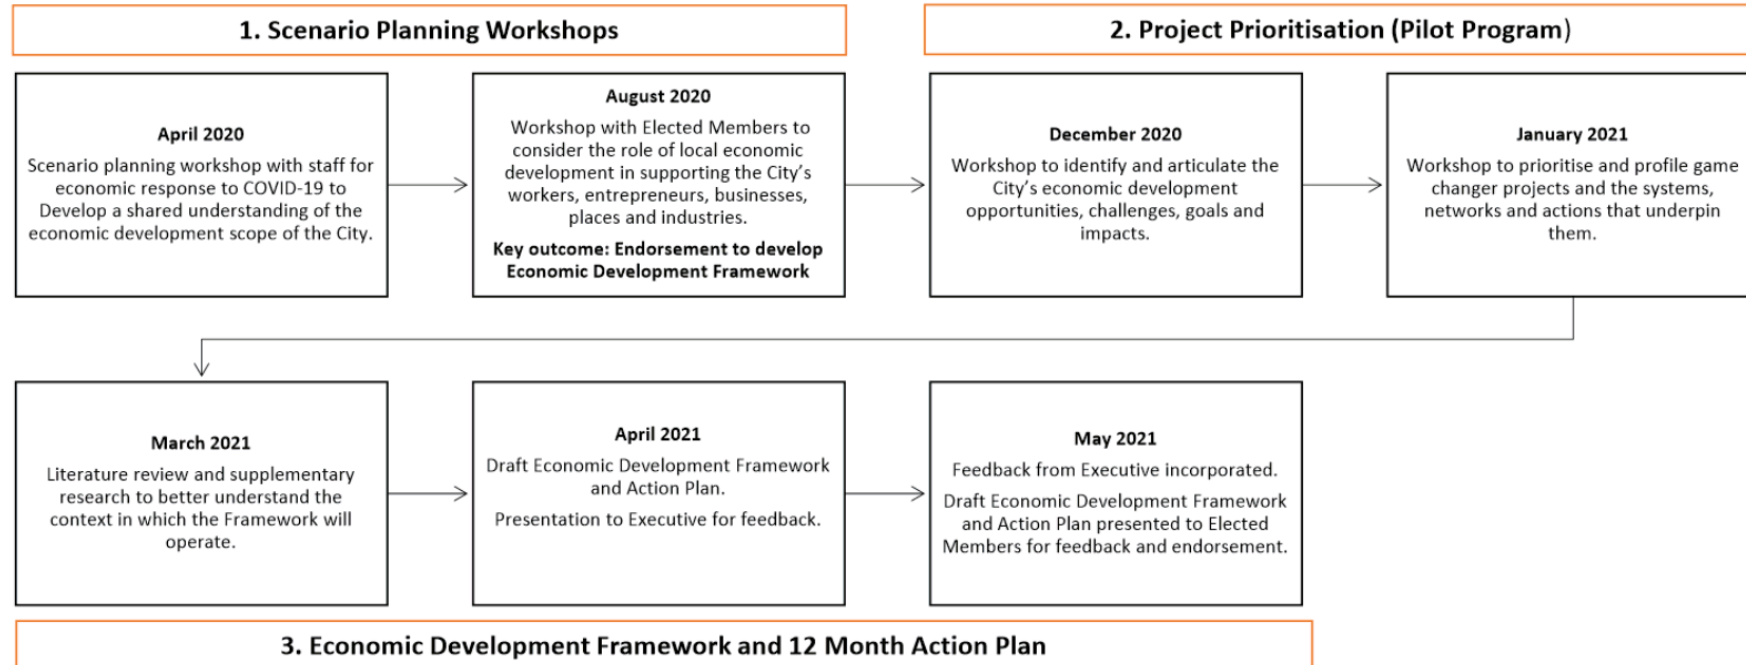 1. Scenario Planning Workshops
2. Project Prioritisation (Pilot Program)
April 2020
Scenario planning workshop with staff for
economic response to COVID-19 to
Develop a shared understanding of the
economic development scope of the City.
August 2020
Workshop with Elected Members to
consider the role of local economic
development in supporting the City's
workers, entrepreneurs, businesses,
places and industries.
Key outcome: Endorsement to develop
Economic Development Framework
December 2020
Workshop to identify and articulate the
City's economic development
opportunities, challenges, goals and
impacts.
January 2021
Workshop to prioritise and profile game
changer projects and the systems,
networks and actions that underpin
them.
March 2021
Literature review and supplementary
research to better understand the
context in which the Framework will
operate.
April 2021
Draft Economic Development Framework
and Action Plan.
Presentation to Executive for feedback.
May 2021
Feedback from Executive incorporated.
Draft Economic Development Framework
and Action Plan presented to Elected
Members for feedback and endorsement.
3. Economic Development Framework and 12 Month Action Plan